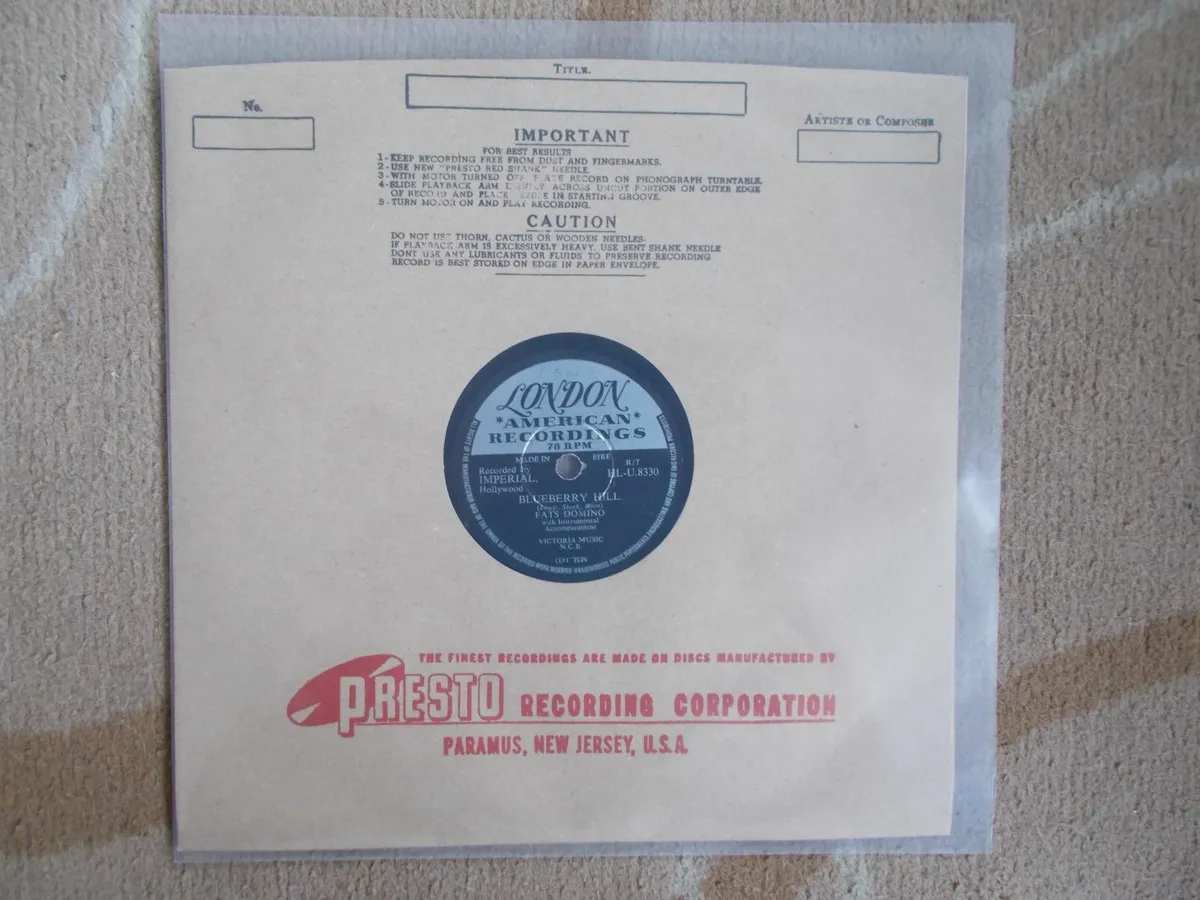 TITLE.
No.
ARTISTE OR COMPOSER
IMPORTANT
FOR BEST RESULTS
1-KEEP RECORDING FREE FROM DUST AND FINGERMARKS.
2-USE NEW "PRESTO RED SHANK" NEEDLE.
3-WITH MOTOR TURNED OFF PLACE RECORD ON PHONOGRAPH TURNTABLE.
4-SLIDE PLAYBACK ARM LIGHTLY ACROSS UNCUT PORTION ON OUTER EDGE
OF RECORD AND PLACE NEEDLE IN STARTING GROOVE.
5-TURN MOTOR ON AND PLAY RECORDING.
CAUTION
DO NOT USE THORN, CACTUS OR WOODEN NEEDLES-
IF PLAYBACK ARM IS EXCESSIVELY HEAVY, USE BENT SHANK NEEDLE
DONT USE ANY LUBRICANTS OR FLUIDS TO PRESERVE RECORDING
RECORD IS BEST STORED ON EDGE IN PAPER ENVELOPE.
LONDON
*AMERICAN*
RECORDINGS
78 RPM
MADE IN EIRE
Recorded by R/T
IMPERIAL, HL-U.8330
Hollywood
BLUEBERRY HILL
(Lewis, Stock, Rose)
FATS DOMINO
with Instrumental
Accompaniment
VICTORIA MUSIC
N.C.B.
THE FINEST RECORDINGS ARE MADE ON DISCS MANUFACTURED BY
PRESTO RECORDING CORPORATION
PARAMUS, NEW JERSEY, U.S.A.